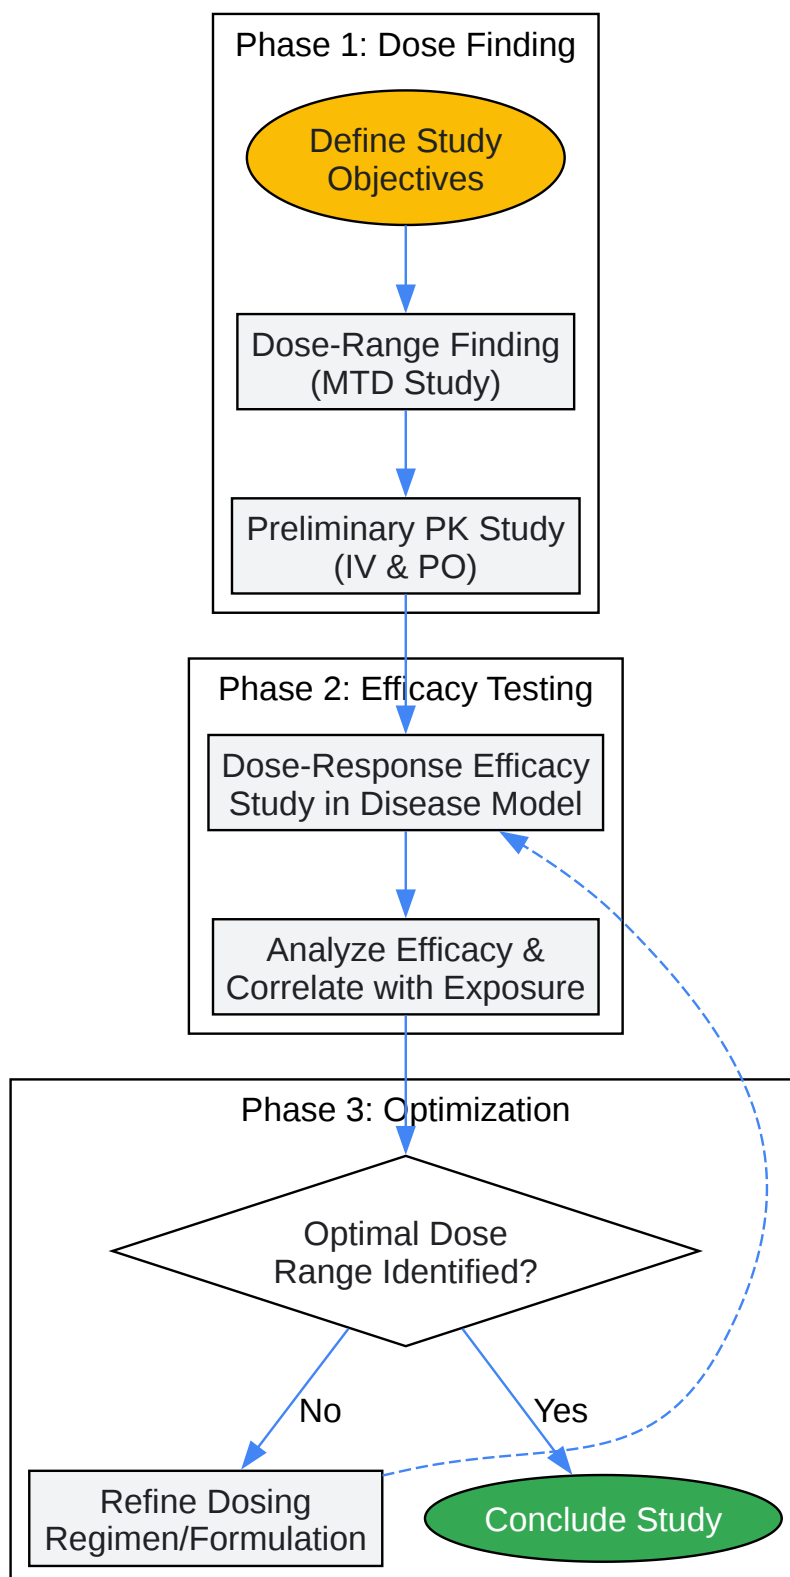 Phase 1: Dose Finding
Define Study
Objectives
Dose-Range Finding
(MTD Study)
Preliminary PK Study
(IV & PO)
Phase 2: Efficacy Testing
Dose-Response Efficacy
Study in Disease Model
Analyze Efficacy &
Correlate with Exposure
Phase 3: Optimization
Optimal Dose
Range Identified?
No
Yes
Refine Dosing
Regimen/Formulation
Conclude Study